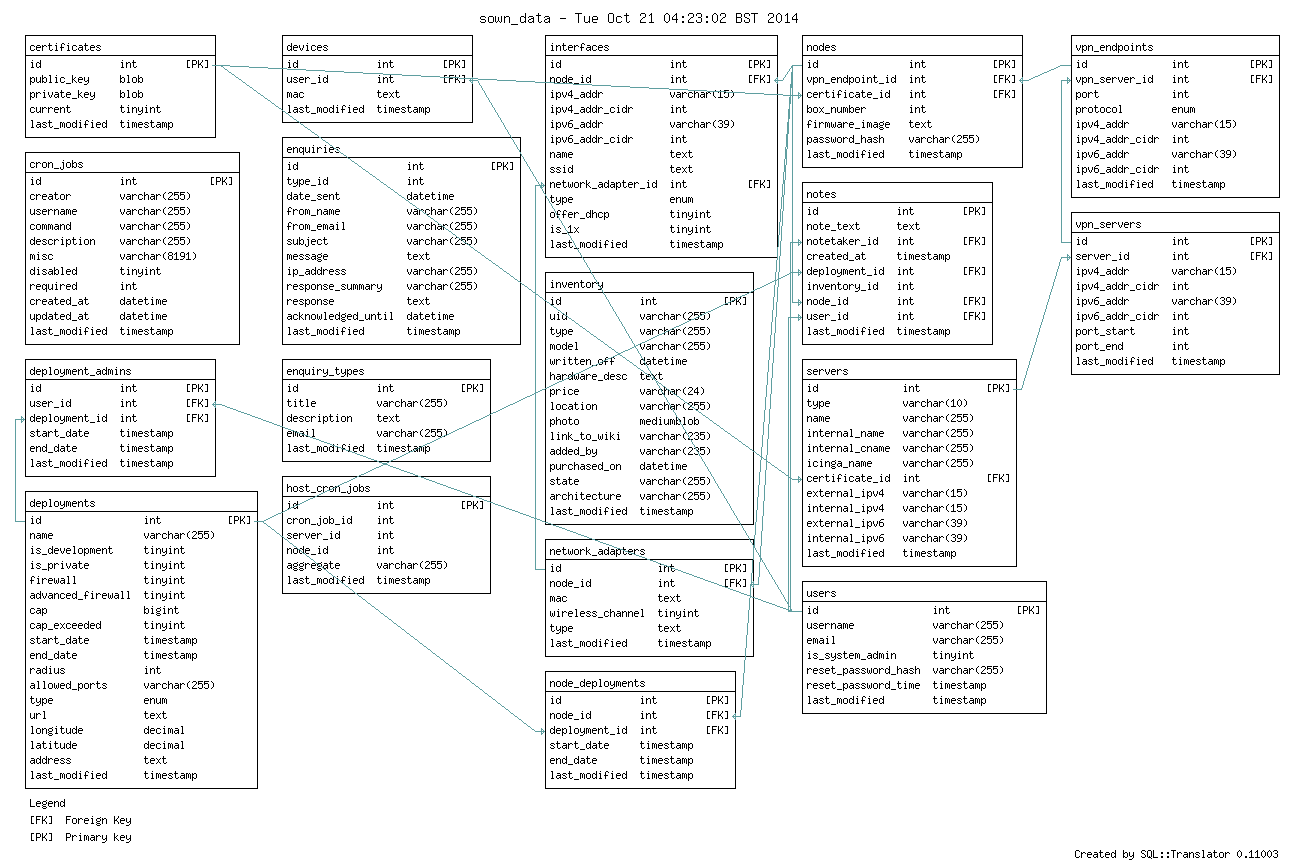 sown_data - Tue Oct 21 04:23:02 BST 2014
certificates
id int [PK]
public_key blob
private_key blob
current tinyint
last_modified timestamp
cron_jobs
id int [PK]
creator varchar(255)
username varchar(255)
command varchar(255)
description varchar(255)
misc varchar(8191)
disabled tinyint
required int
created_at datetime
updated_at datetime
last_modified timestamp
deployment_admins
id int [PK]
user_id int [FK]
deployment_id int [FK]
start_date timestamp
end_date timestamp
last_modified timestamp
deployments
id int [PK]
name varchar(255)
is_development tinyint
is_private tinyint
firewall tinyint
advanced_firewall tinyint
cap bigint
cap_exceeded tinyint
start_date timestamp
end_date timestamp
radius int
allowed_ports varchar(255)
type enum
url text
longitude decimal
latitude decimal
address text
last_modified timestamp
devices
id int [PK]
user_id int [FK]
mac text
last_modified timestamp
enquiries
id int [PK]
type_id int
date_sent datetime
from_name varchar(255)
from_email varchar(255)
subject varchar(255)
message text
ip_address varchar(255)
response_summary varchar(255)
response text
acknowledged_until datetime
last_modified timestamp
enquiry_types
id int [PK]
title varchar(255)
description text
email varchar(255)
last_modified timestamp
host_cron_jobs
id int [PK]
cron_job_id int
server_id int
node_id int
aggregate varchar(255)
last_modified timestamp
interfaces
id int [PK]
node_id int [FK]
ipv4_addr varchar(15)
ipv4_addr_cidr int
ipv6_addr varchar(39)
ipv6_addr_cidr int
name text
ssid text
network_adapter_id int [FK]
type enum
offer_dhcp tinyint
is_1x tinyint
last_modified timestamp
inventory
id int [PK]
uid varchar(255)
type varchar(255)
model varchar(255)
written_off datetime
hardware_desc text
price varchar(24)
location varchar(255)
photo mediumblob
link_to_wiki varchar(235)
added_by varchar(235)
purchased_on datetime
state varchar(255)
architecture varchar(255)
last_modified timestamp
network_adapters
id int [PK]
node_id int [FK]
mac text
wireless_channel tinyint
type text
last_modified timestamp
node_deployments
id int [PK]
node_id int [FK]
deployment_id int [FK]
start_date timestamp
end_date timestamp
last_modified timestamp
nodes
id int [PK]
vpn_endpoint_id int [FK]
certificate_id int [FK]
box_number int
firmware_image text
password_hash varchar(255)
last_modified timestamp
notes
id int [PK]
note_text text
notetaker_id int [FK]
created_at timestamp
deployment_id int [FK]
inventory_id int
node_id int [FK]
user_id int [FK]
last_modified timestamp
servers
id int [PK]
type varchar(10)
name varchar(255)
internal_name varchar(255)
internal_cname varchar(255)
icinga_name varchar(255)
certificate_id int [FK]
external_ipv4 varchar(15)
internal_ipv4 varchar(15)
external_ipv6 varchar(39)
internal_ipv6 varchar(39)
last_modified timestamp
users
id int [PK]
username varchar(255)
email varchar(255)
is_system_admin tinyint
reset_password_hash varchar(255)
reset_password_time timestamp
last_modified timestamp
vpn_endpoints
id int [PK]
vpn_server_id int [FK]
port int
protocol enum
ipv4_addr varchar(15)
ipv4_addr_cidr int
ipv6_addr varchar(39)
ipv6_addr_cidr int
last_modified timestamp
vpn_servers
id int [PK]
server_id int [FK]
ipv4_addr varchar(15)
ipv4_addr_cidr int
ipv6_addr varchar(39)
ipv6_addr_cidr int
port_start int
port_end int
last_modified timestamp
Legend
[FK] Foreign Key
[PK] Primary key
Created by SQL::Translator 0.11003